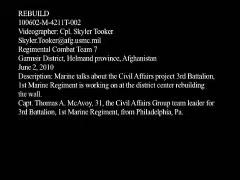 REBUILD
100602-M-4211T-002
Videographer: Cpl. Skyler Tooker
Skyler.Tooker@afg.usmc.mil
Regimental Combat Team 7
Garmsir District, Helmand province, Afghanistan
June 2, 2010
Description: Marine talks about the Civil Affairs project 3rd Battalion,
1st Marine Regiment is working on at the district center rebuilding
the wall.
Capt. Thomas A. McAvoy, 31, the Civil Affairs Group team leader for
3rd Battalion, 1st Marine Regiment, from Philadelphia, Pa.